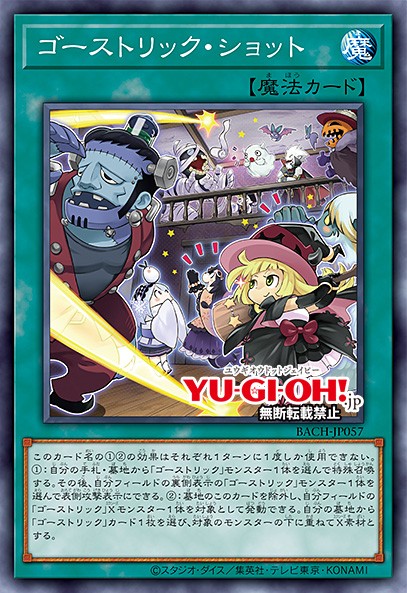 ゴーストリック・ショット
魔
まほう
【魔法カード】
ユウギオウドットジェイピー
YU-GI-OH!.jp
無断転載禁止
BACH-JP057
このカード名の①②の効果はそれぞれ1ターンに1度しか使用できない。
①:自分の手札・墓地から「ゴーストリック」モンスター1体を選んで特殊召喚
する。その後、自分フィールドの裏側表示の「ゴーストリック」モンスター1体
を選んで表側攻撃表示にできる。②:墓地のこのカードを除外し、自分フィールドの
「ゴーストリック」Xモンスター1体を対象として発動できる。自分の墓地から
「ゴーストリック」カード1枚を選び、対象のモンスターの下に重ねてX素材と
する。
©スタジオ・ダイス／集英社・テレビ東京・KONAMI